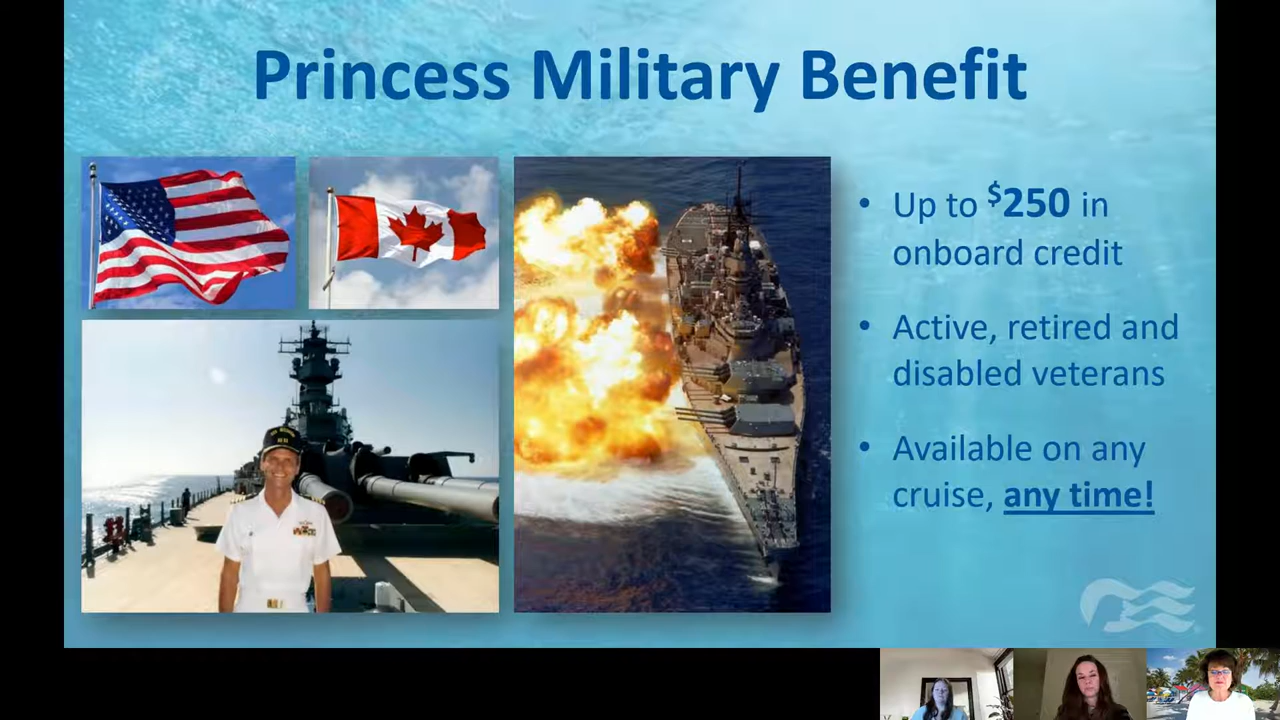 Princess Military Benefit
• Up to $250 in
onboard credit
• Active, retired and
disabled veterans
• Available on any
cruise, any time!